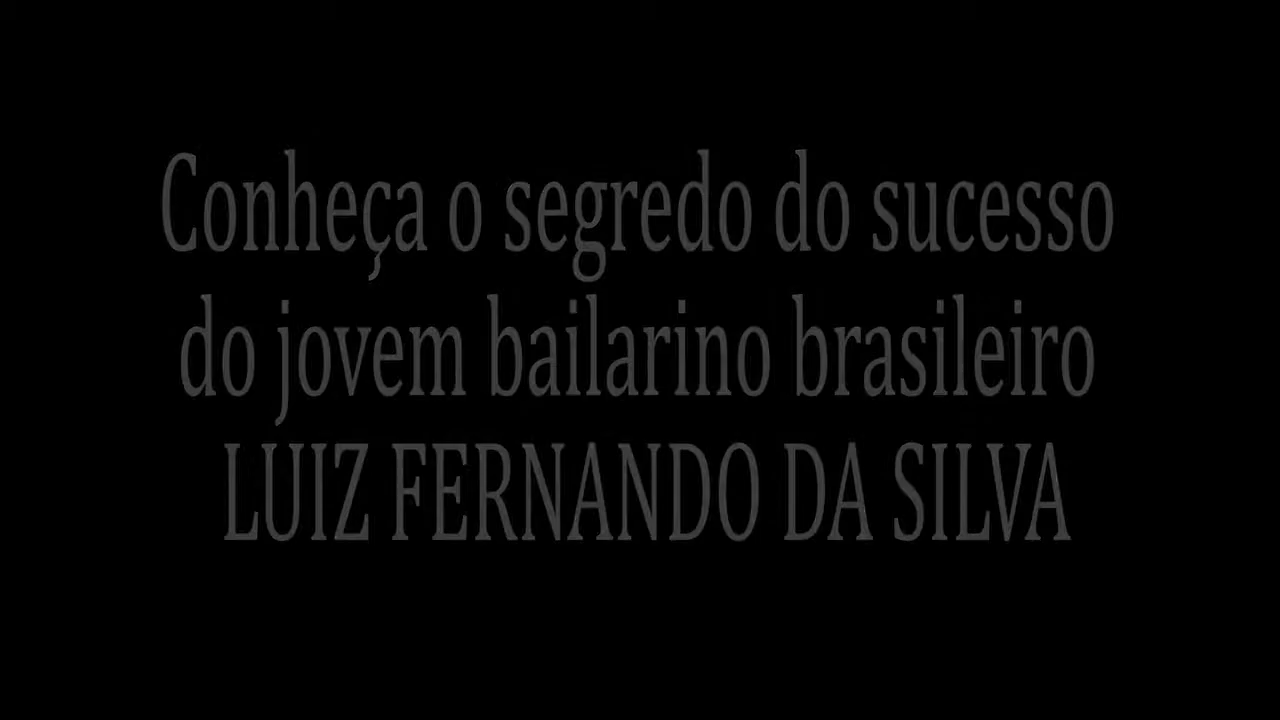 Conheça o segredo do sucesso
do jovem bailarino brasileiro
LUIZ FERNANDO DA SILVA